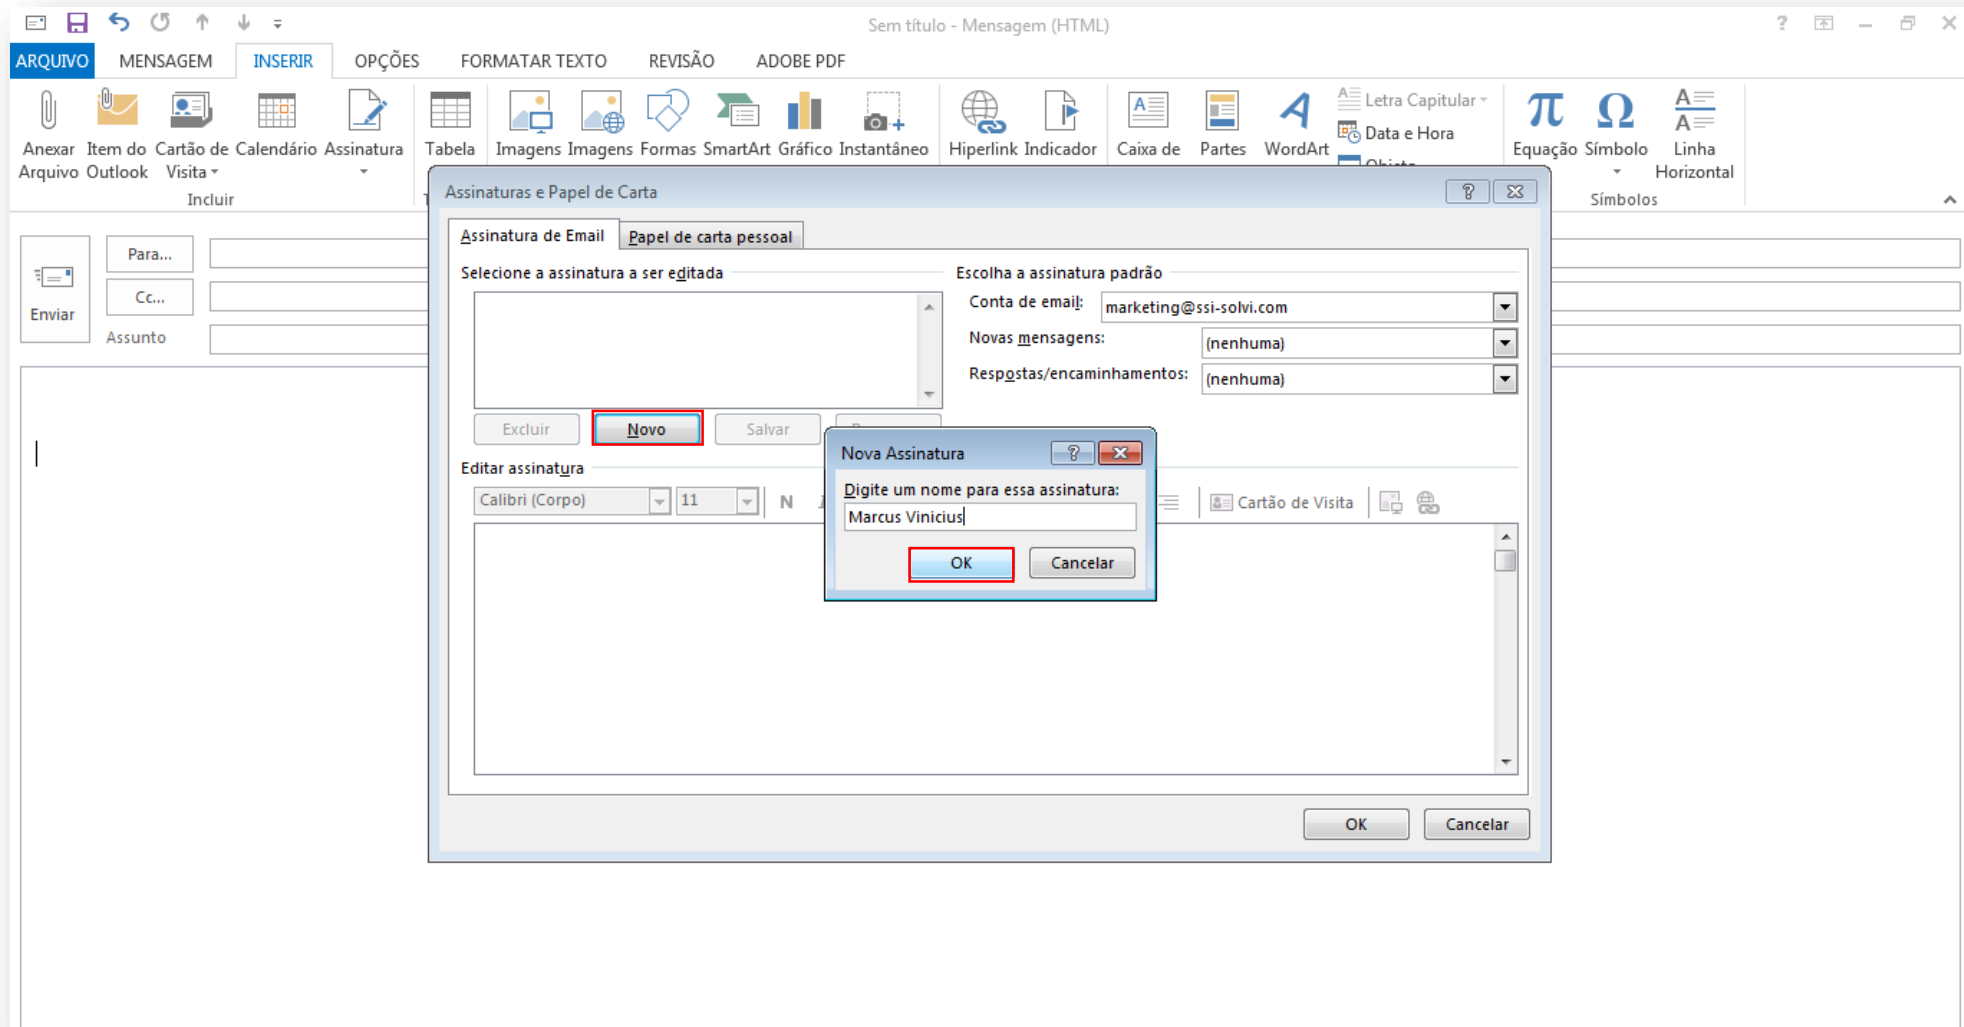 Sem título - Mensagem (HTML)
ARQUIVO MENSAGEM INSERIR OPÇÕES FORMATAR TEXTO REVISÃO ADOBE PDF
Anexar Arquivo
Item do Outlook
Cartão de Visita
Calendário
Assinatura
Tabela
Imagens
Imagens
Formas
SmartArt
Gráfico
Instantâneo
Hiperlink
Indicador
Caixa de
Partes
WordArt
Letra Capitular
Data e Hora
Equação
Símbolo
Linha Horizontal
Incluir
Símbolos
Enviar
Para...
Cc...
Assunto
Assinaturas e Papel de Carta
Assinatura de Email
Papel de carta pessoal
Selecione a assinatura a ser editada
Excluir
Novo
Salvar
Escolha a assinatura padrão
Conta de email: marketing@ssi-solvi.com
Novas mensagens: (nenhuma)
Respostas/encaminhamentos: (nenhuma)
Editar assinatura
Calibri (Corpo) 11 N
Cartão de Visita
Nova Assinatura
Digite um nome para essa assinatura:
Marcus Vinicius
OK Cancelar
OK Cancelar